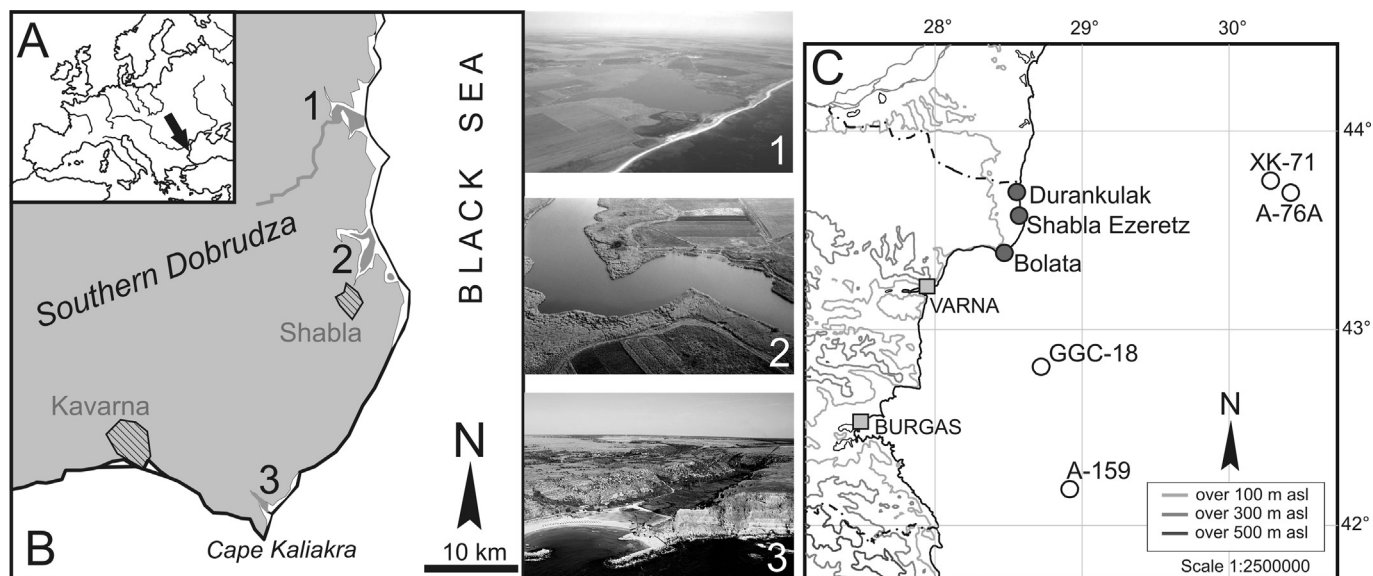 A
1
2
Southern Dobrudza
Shabla
Kavarna
3
Cape Kaliakra
B
N
10 km
BLACK SEA
1
2
3
28°
29°
30°
C
44°
XK-71
A-76A
Durankulak
Shabla Ezeretz
Bolata
VARNA
43°
GGC-18
BURGAS
N
A-159
over 100 m asl
over 300 m asl
over 500 m asl
42°
Scale 1:2500000